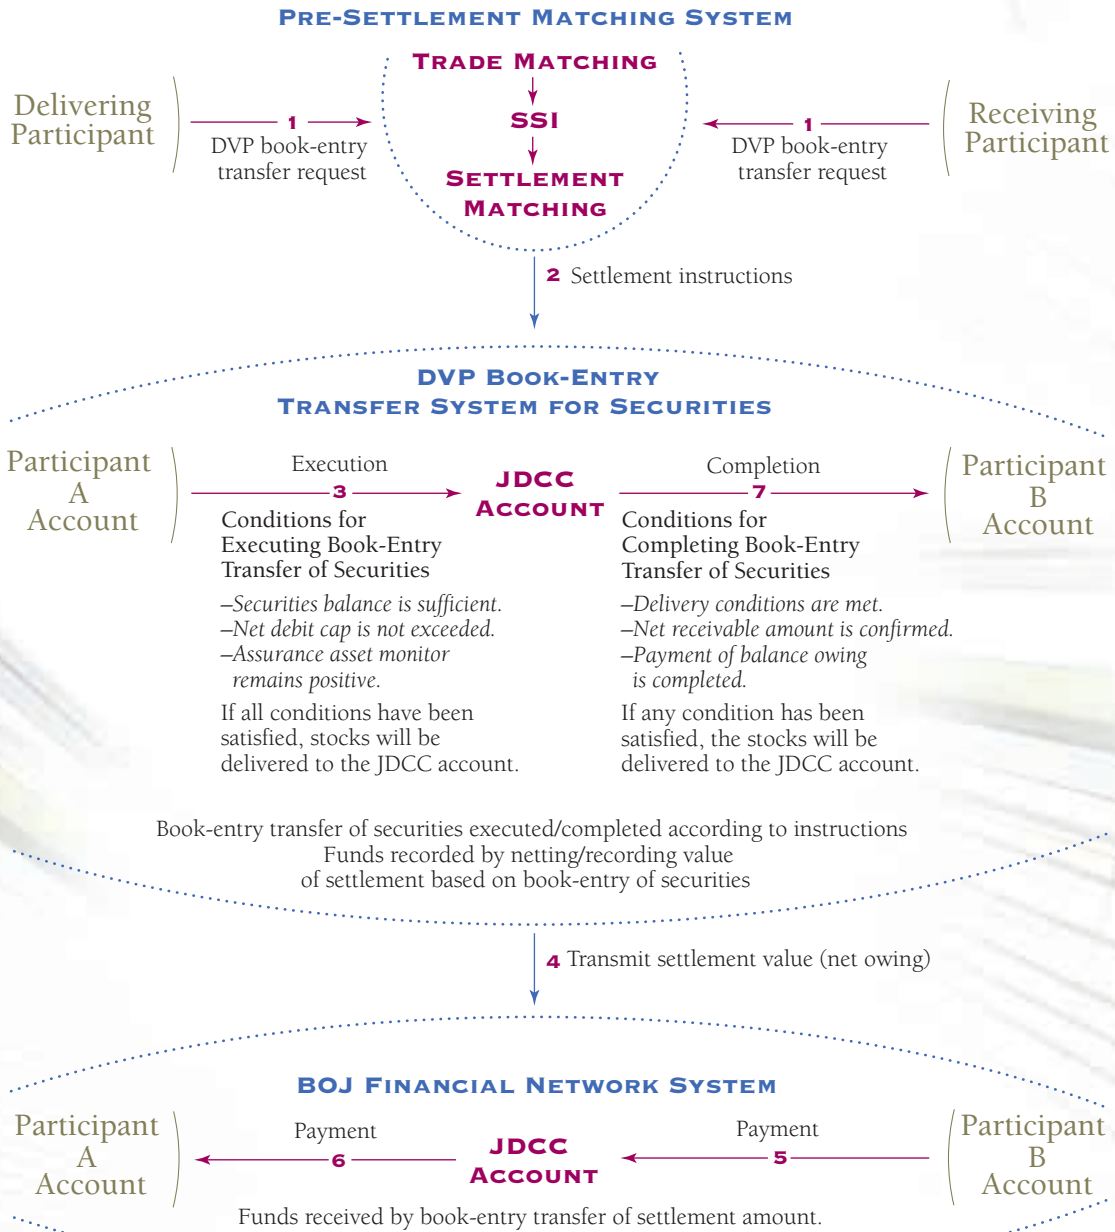 PRE-SETTLEMENT MATCHING SYSTEM
TRADE MATCHING
SSI
SETTLEMENT
MATCHING
Delivering
Participant
1
DVP book-entry
transfer request
Receiving
Participant
1
DVP book-entry
transfer request
2 Settlement instructions
DVP BOOK-ENTRY
TRANSFER SYSTEM FOR SECURITIES
Participant
A
Account
Execution
3
JDCC
ACCOUNT
Completion
7
Participant
B
Account
Conditions for
Executing Book-Entry
Transfer of Securities
–Securities balance is sufficient.
–Net debit cap is not exceeded.
–Assurance asset monitor
remains positive.
If all conditions have been
satisfied, stocks will be
delivered to the JDCC account.
Conditions for
Completing Book-Entry
Transfer of Securities
–Delivery conditions are met.
–Net receivable amount is confirmed.
–Payment of balance owing
is completed.
If any condition has been
satisfied, the stocks will be
delivered to the JDCC account.
Book-entry transfer of securities executed/completed according to instructions
Funds recorded by netting/recording value
of settlement based on book-entry of securities
4 Transmit settlement value (net owing)
BOJ FINANCIAL NETWORK SYSTEM
Participant
A
Account
Payment
6
JDCC
ACCOUNT
Payment
5
Participant
B
Account
Funds received by book-entry transfer of settlement amount.